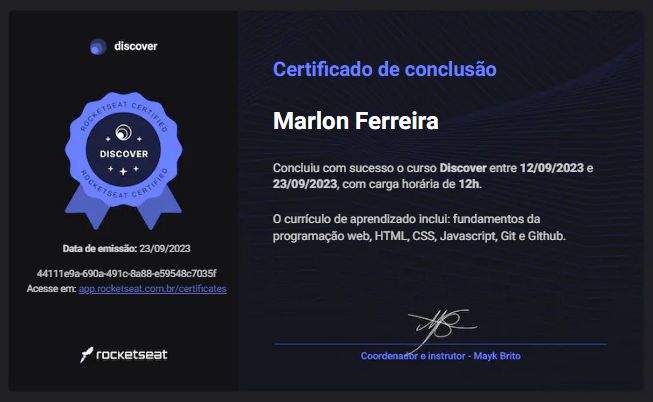 discover
ROCKETSEAT CERTIFIED
DISCOVER
ROCKETSEAT CERTIFIED
Data de emissão: 23/09/2023
44111e9a-690a-491c-8a88-e59548c7035f
Acesse em: app.rocketseat.com.br/certificates
rocketseat
Certificado de conclusão
Marlon Ferreira
Concluiu com sucesso o curso Discover entre 12/09/2023 e
23/09/2023, com carga horária de 12h.
O currículo de aprendizado inclui: fundamentos da
programação web, HTML, CSS, Javascript, Git e Github.
Coordenador e instrutor - Mayk Brito